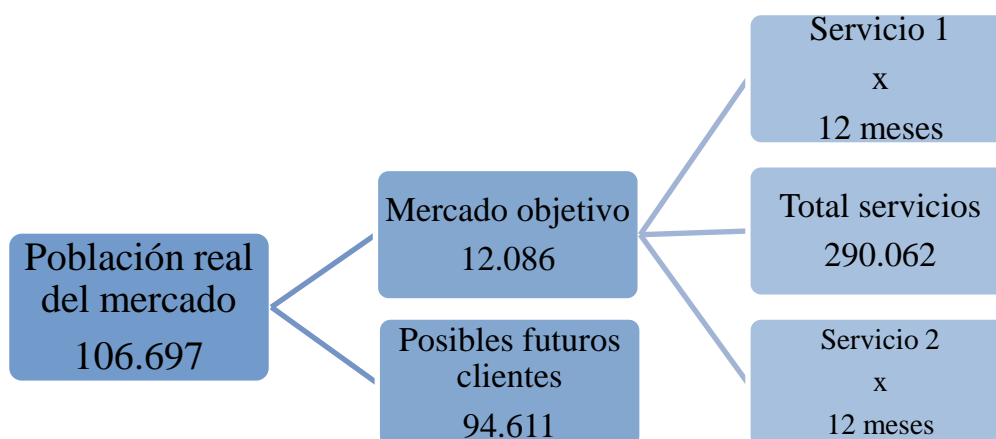 Población real
del mercado
106.697
Mercado objetivo
12.086
Posibles futuros
clientes
94.611
Servicio 1
x
12 meses
Total servicios
290.062
Servicio 2
x
12 meses